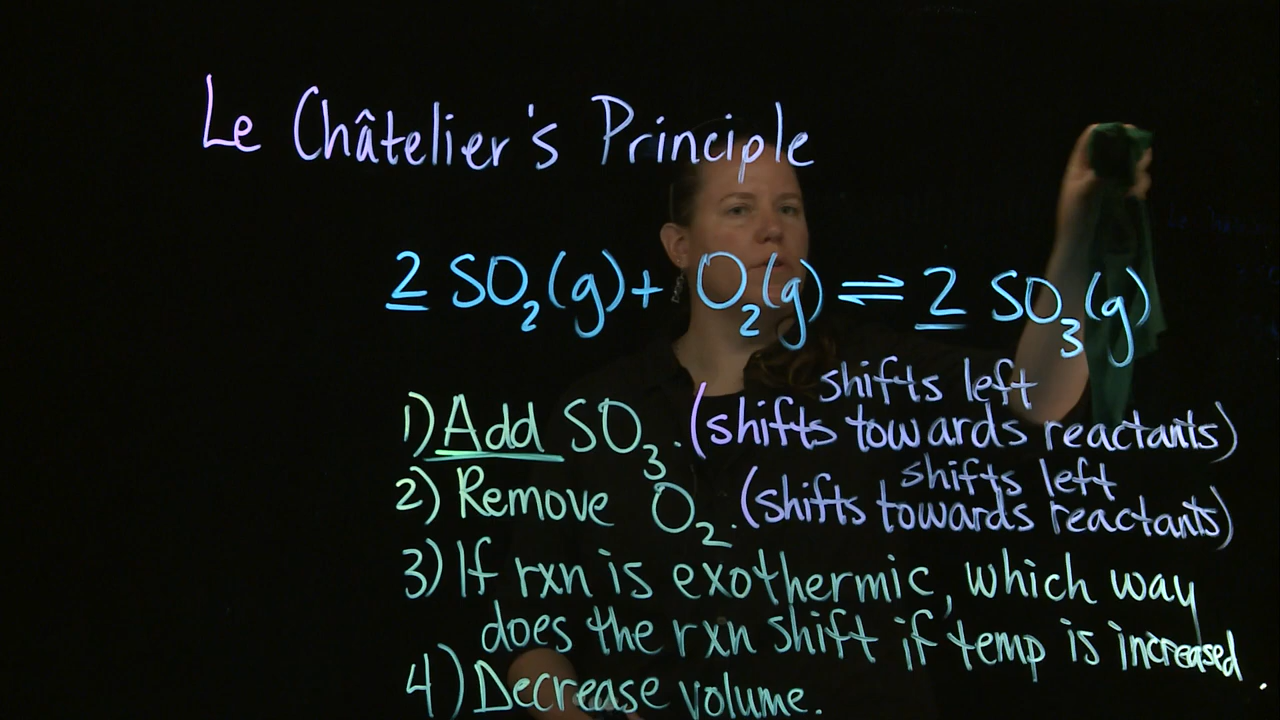 Le Châtelier's Principle
2 SO₂(g) + O₂(g) ⇌ 2 SO₃(g)
shifts left
1) Add SO₃. (shifts towards reactants)
shifts left
2) Remove O₂. (shifts towards reactants)
3) If rxn is exothermic, which way
does the rxn shift if temp is increased.
4) Decrease volume.